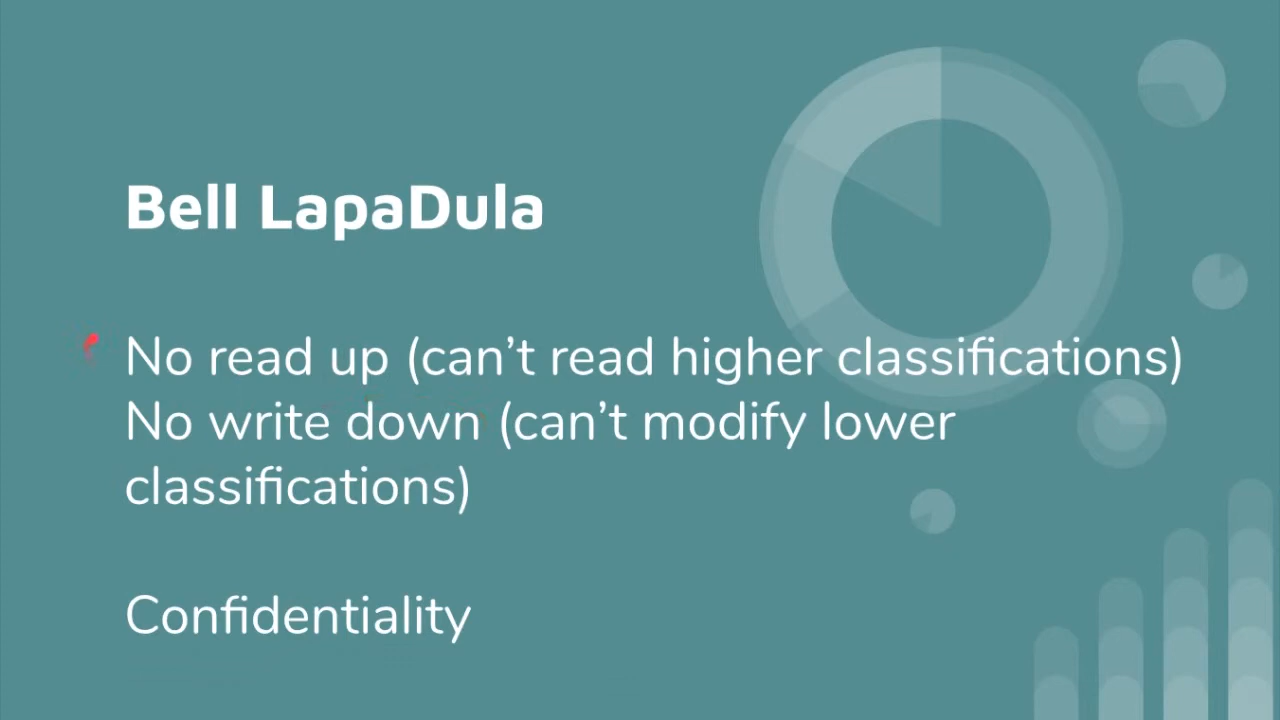 Bell LapaDula
No read up (can’t read higher classifications)
No write down (can’t modify lower
classifications)
Confidentiality